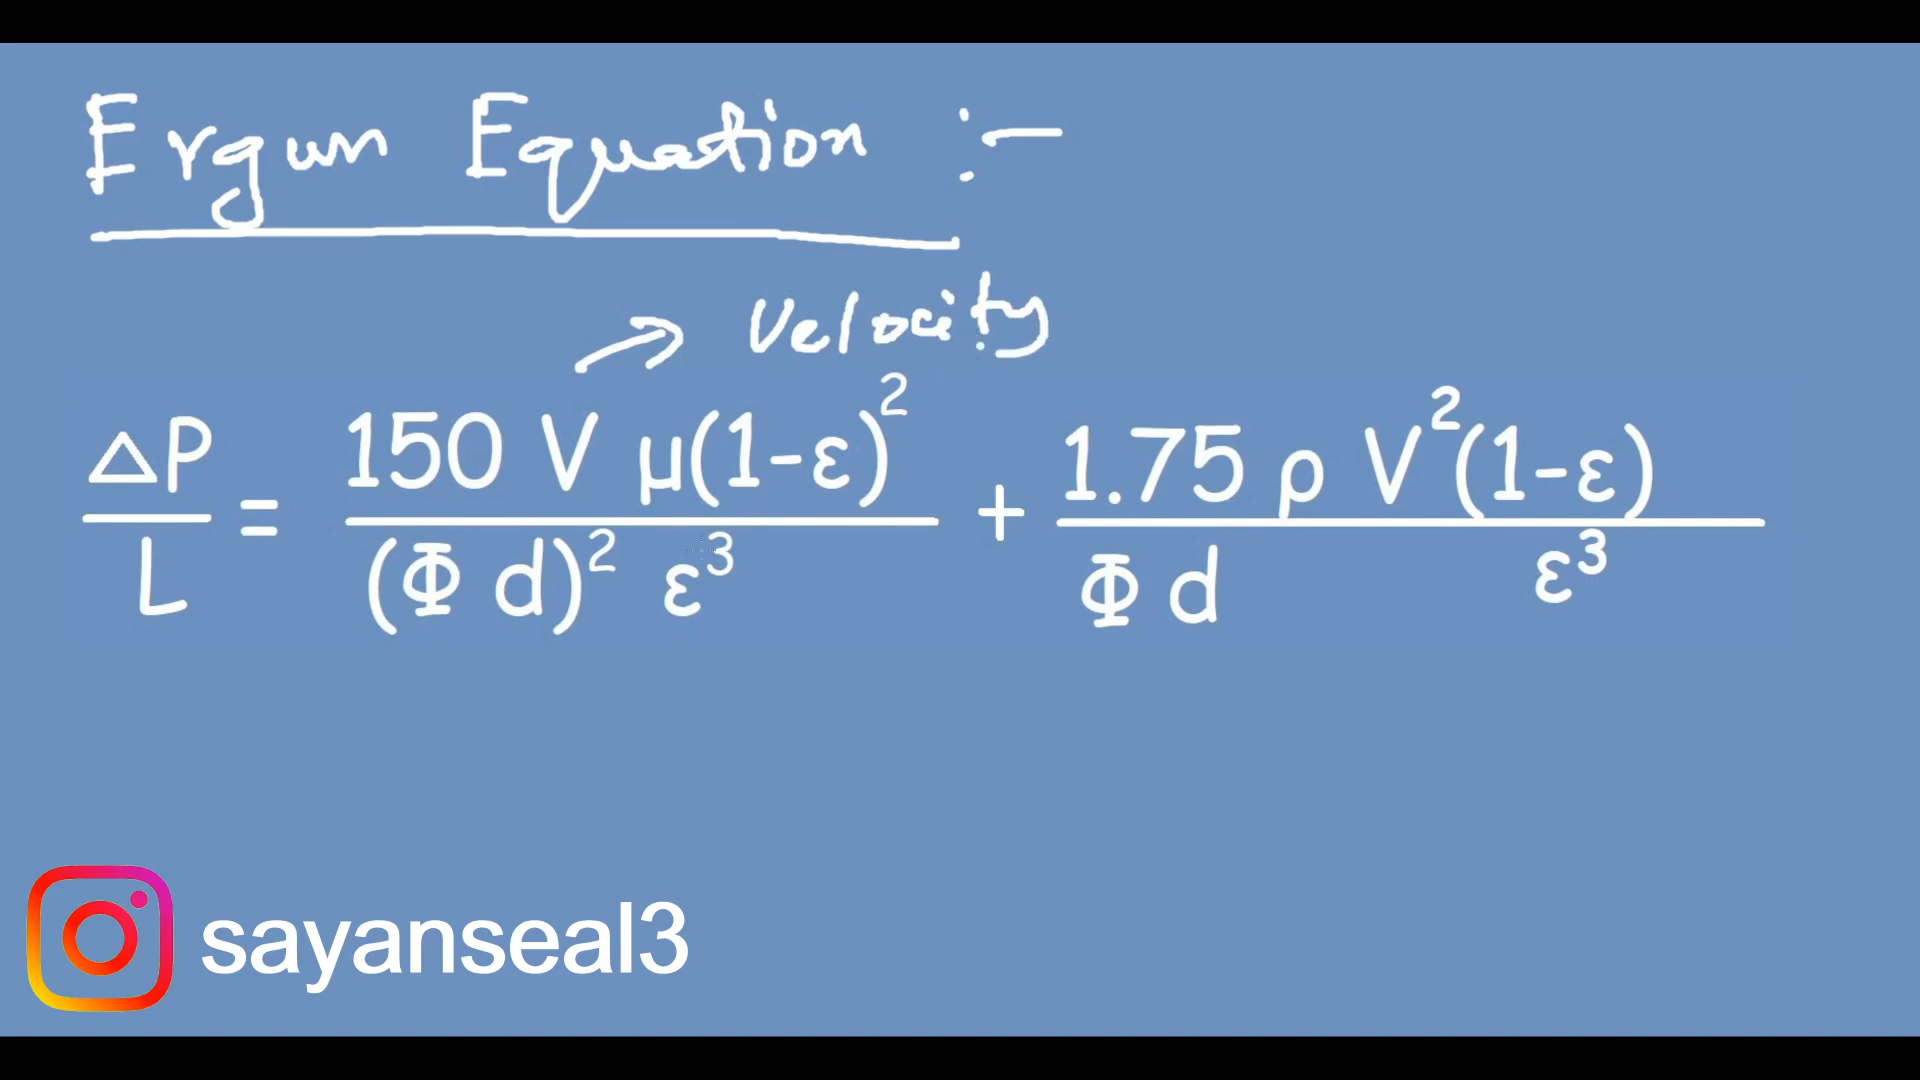 Ergun Equation :-
→ Velocity
ΔP/L = 150 V μ(1-ε)² / (Φ d)² ε³ + 1.75 ρ V²(1-ε) / Φ d ε³
sayanseal3